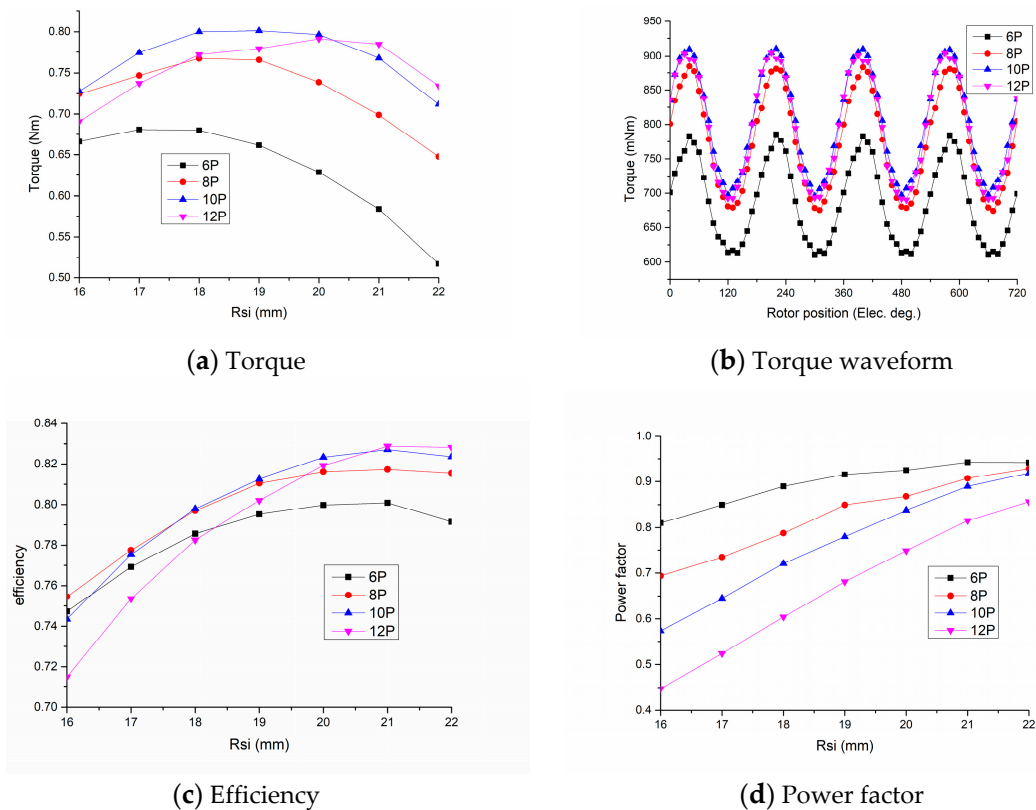 0.80
0.75
0.70
0.65
0.60
0.55
0.50
Torque (Nm)
6P
8P
10P
12P
16 17 18 19 20 21 22
Rsi (mm)
(a) Torque
950
900
850
800
750
700
650
600
Torque (mNm)
6P
8P
10P
12P
0 120 240 360 480 600 720
Rotor position (Elec. deg.)
(b) Torque waveform
0.84
0.82
0.80
0.78
0.76
0.74
0.72
0.70
efficiency
6P
8P
10P
12P
16 17 18 19 20 21 22
Rsi (mm)
(c) Efficiency
1.0
0.9
0.8
0.7
0.6
0.5
0.4
Power factor
6P
8P
10P
12P
16 17 18 19 20 21 22
Rsi (mm)
(d) Power factor